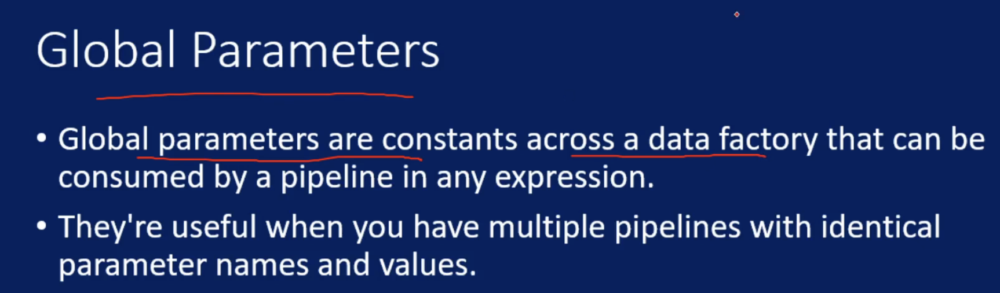 Global Parameters
• Global parameters are constants across a data factory that can be
consumed by a pipeline in any expression.
• They're useful when you have multiple pipelines with identical
parameter names and values.